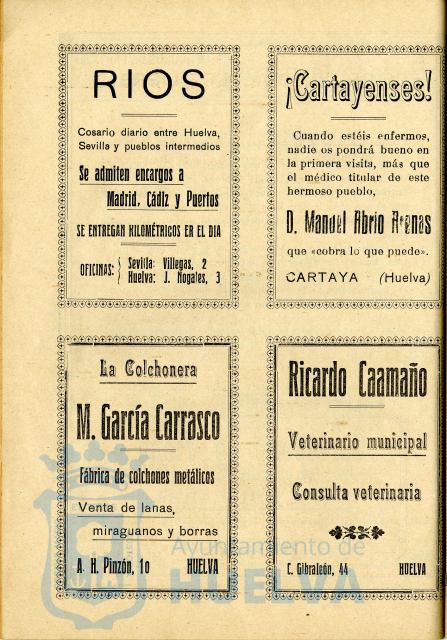 RIOS
Cosario diario entre Huelva,
Sevilla y pueblos intermedios
Se admiten encargos a
Madrid, Cádiz y Puertos
SE ENTREGAN KILOMÉTRICOS ER EL DIA
OFICINAS: { Sevilla: Villegas, 2
Huelva: J. Nogales, 3
¡Cartayenses!
Cuando estéis enfermos,
nadie os pondrá bueno en
la primera visita, más que
el médico titular de este
hermoso pueblo,
D. Manuel Abrio Arenas
que «cobra lo que puede».
CARTAYA (Huelva)
La Colchonera
M. García Carrasco
Fábrica de colchones metálicos
Venta de lanas,
miraguanos y borras
A. H. Pinzón, 10 HUELVA
Ricardo Caamaño
Veterinario municipal
Consulta veterinaria
C. Gibraleón, 44 HUELVA
Ayuntamiento de
HUELVA